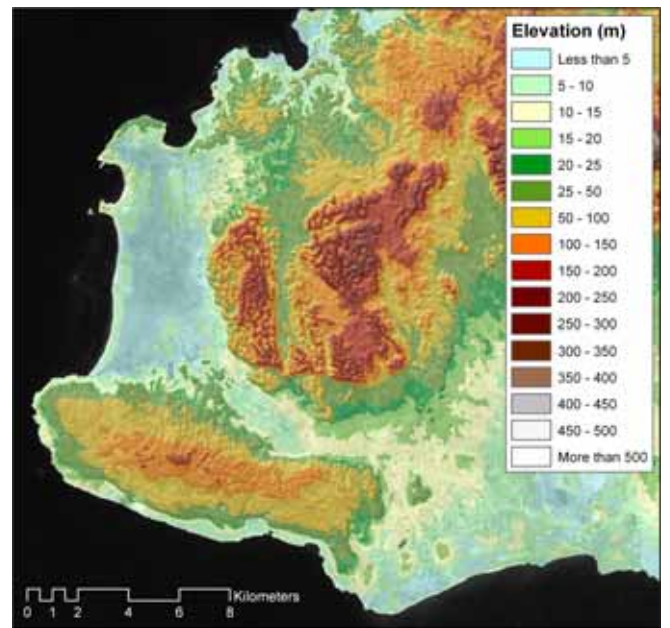 Elevation (m)
Less than 5
5 - 10
10 - 15
15 - 20
20 - 25
25 - 50
50 - 100
100 - 150
150 - 200
200 - 250
250 - 300
300 - 350
350 - 400
400 - 450
450 - 500
More than 500
Kilometers
0 1 2 4 6 8